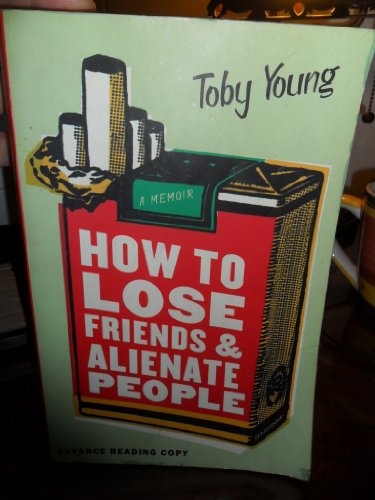 Toby Young
A MEMOIR
HOW TO
LOSE
FRIENDS &
ALIENATE
PEOPLE
ADVANCE READING COPY